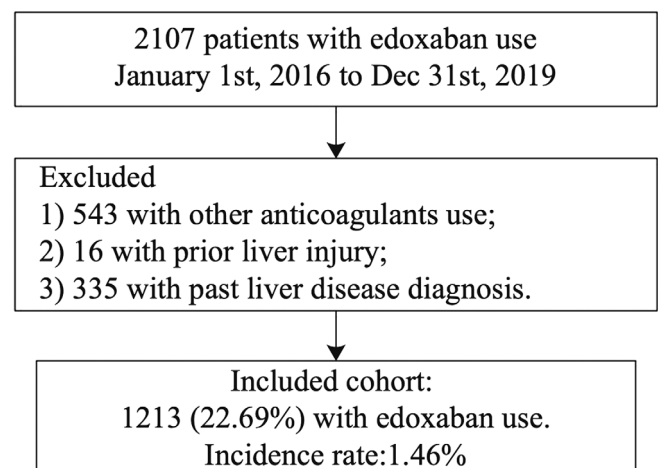 2107 patients with edoxaban use
January 1st, 2016 to Dec 31st, 2019
Excluded
1) 543 with other anticoagulants use;
2) 16 with prior liver injury;
3) 335 with past liver disease diagnosis.
Included cohort:
1213 (22.69%) with edoxaban use.
Incidence rate:1.46%